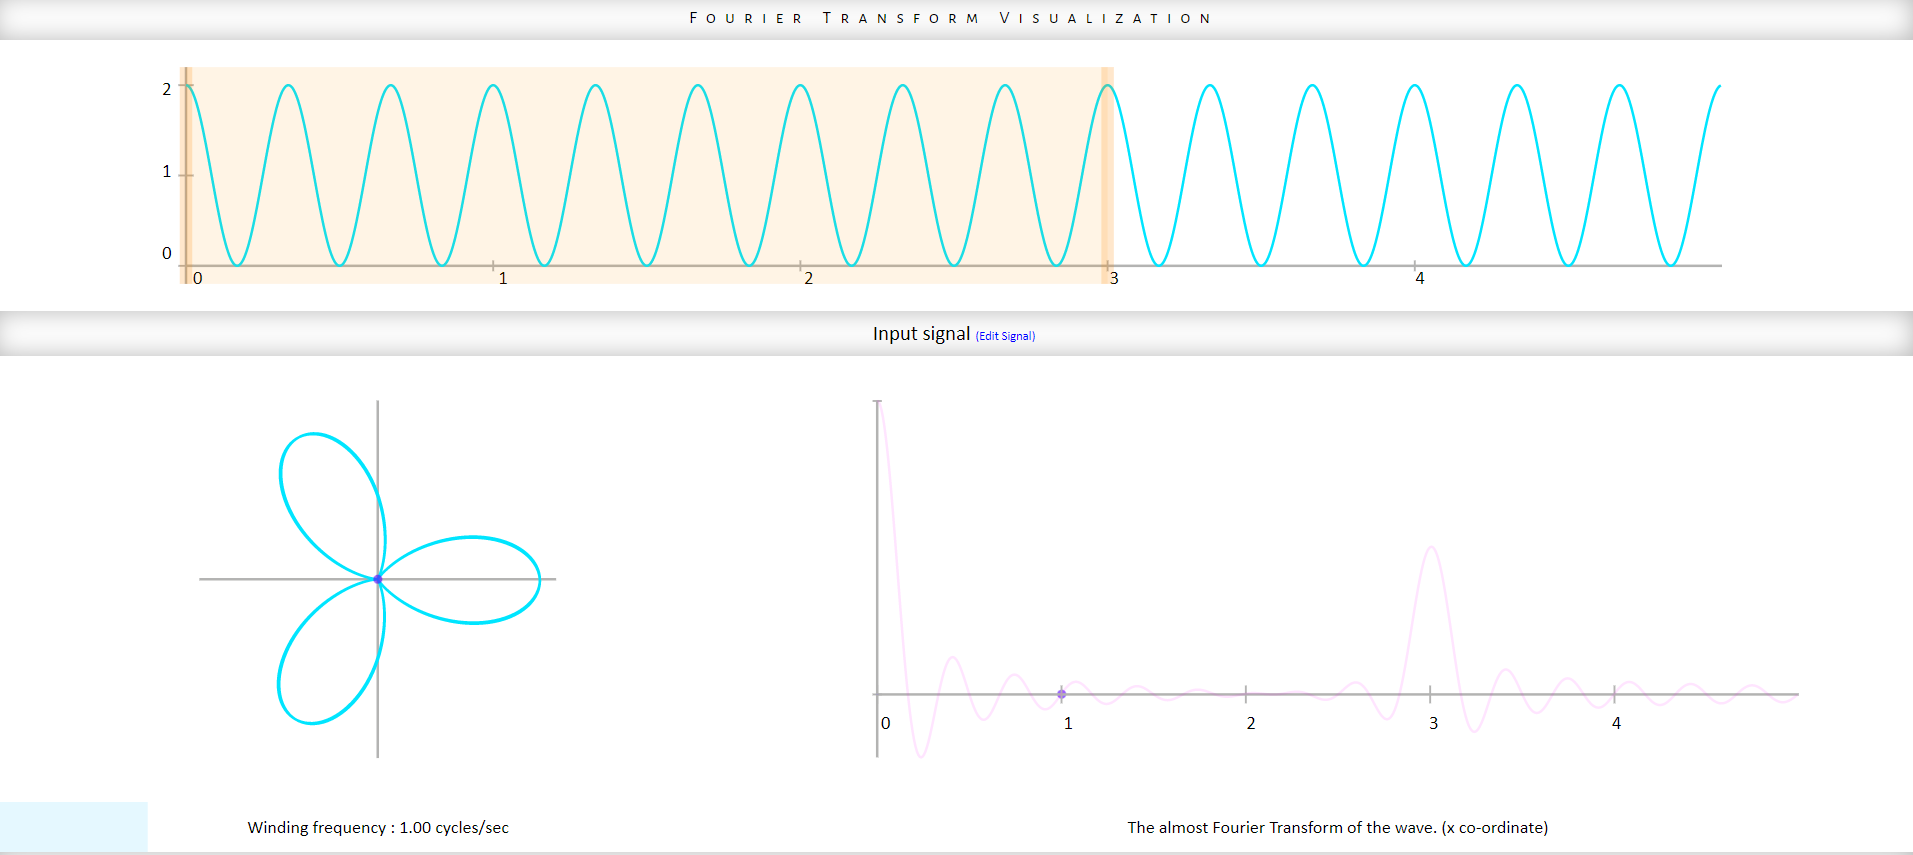 Fourier Transform Visualization
2
1
0
0 1 2 3 4
Input signal (Edit Signal)
0 1 2 3 4
Winding frequency : 1.00 cycles/sec
The almost Fourier Transform of the wave. (x co-ordinate)